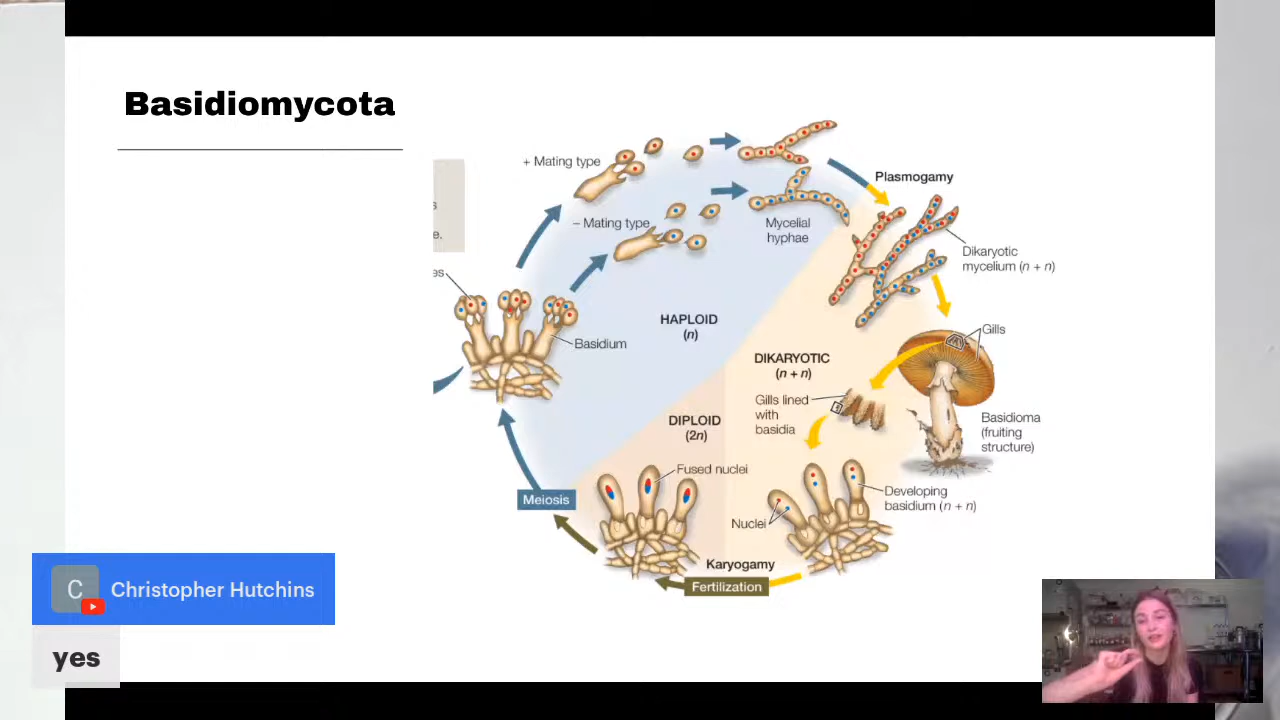 Basidiomycota
+ Mating type
Plasmogamy
s
– Mating type
Mycelial
hyphae
e.
Dikaryotic
mycelium (n + n)
es
HAPLOID
(n)
Gills
Basidium
DIKARYOTIC
(n + n)
Gills lined
with
basidia
DIPLOID
(2n)
Basidioma
(fruiting
structure)
Fused nuclei
Meiosis
Developing
basidium (n + n)
Nuclei
Karyogamy
Fertilization
C
Christopher Hutchins
yes